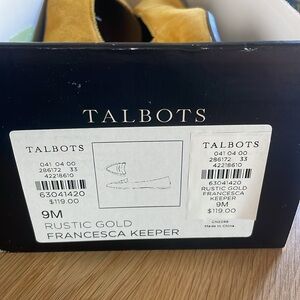 TALBOTS
TALBOTS
041 04 00
286172 33
42218610
63041420
$119.00
9M
RUSTIC GOLD
FRANCESCA KEEPER
TALBOTS
041 04 00
286172 33
42218610
63041420
RUSTIC GOLD
FRANCESCA
KEEPER
9M
$119.00
Made in China